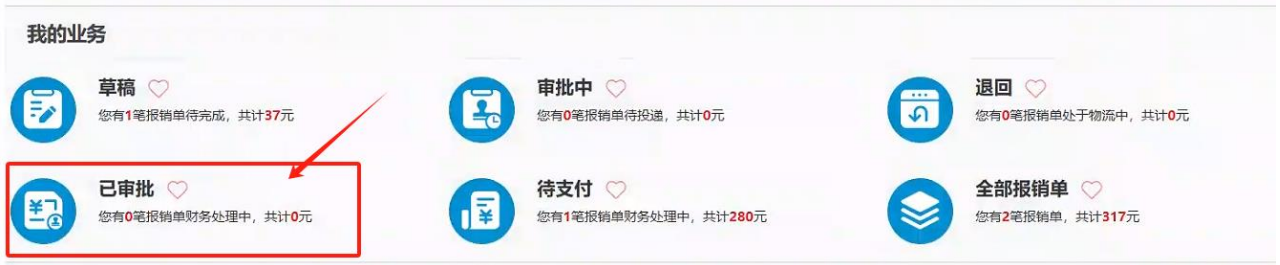 我的业务
草稿
您有1笔报销单待完成，共计37元
审批中
您有0笔报销单待投递，共计0元
退回
您有0笔报销单处于物流中，共计0元
已审批
您有0笔报销单财务处理中，共计0元
待支付
您有1笔报销单财务处理中，共计280元
全部报销单
您有2笔报销单，共计317元